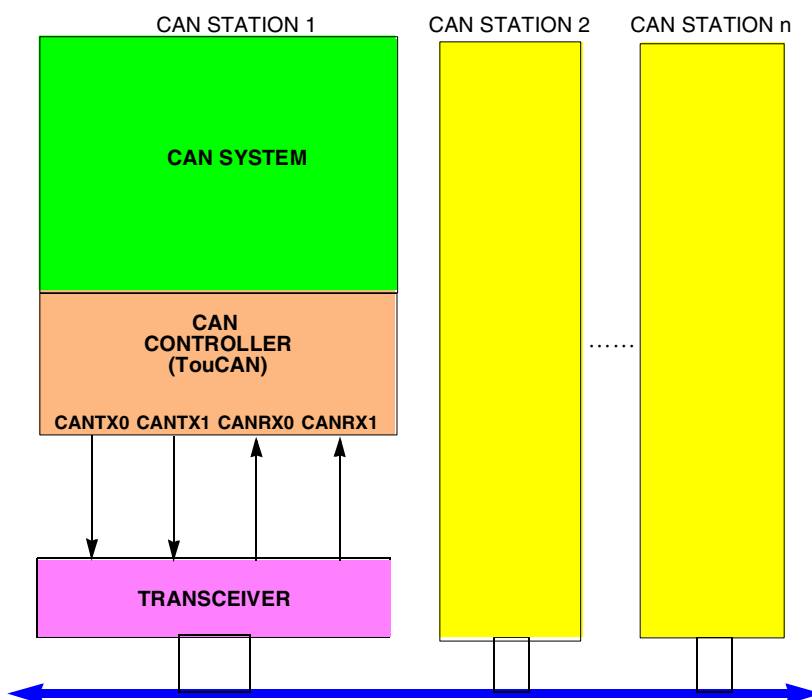 CAN STATION 1
CAN STATION 2
CAN STATION n
CAN SYSTEM
CAN
CONTROLLER
(TouCAN)
......
CANTX0 CANTX1 CANRX0 CANRX1
TRANSCEIVER